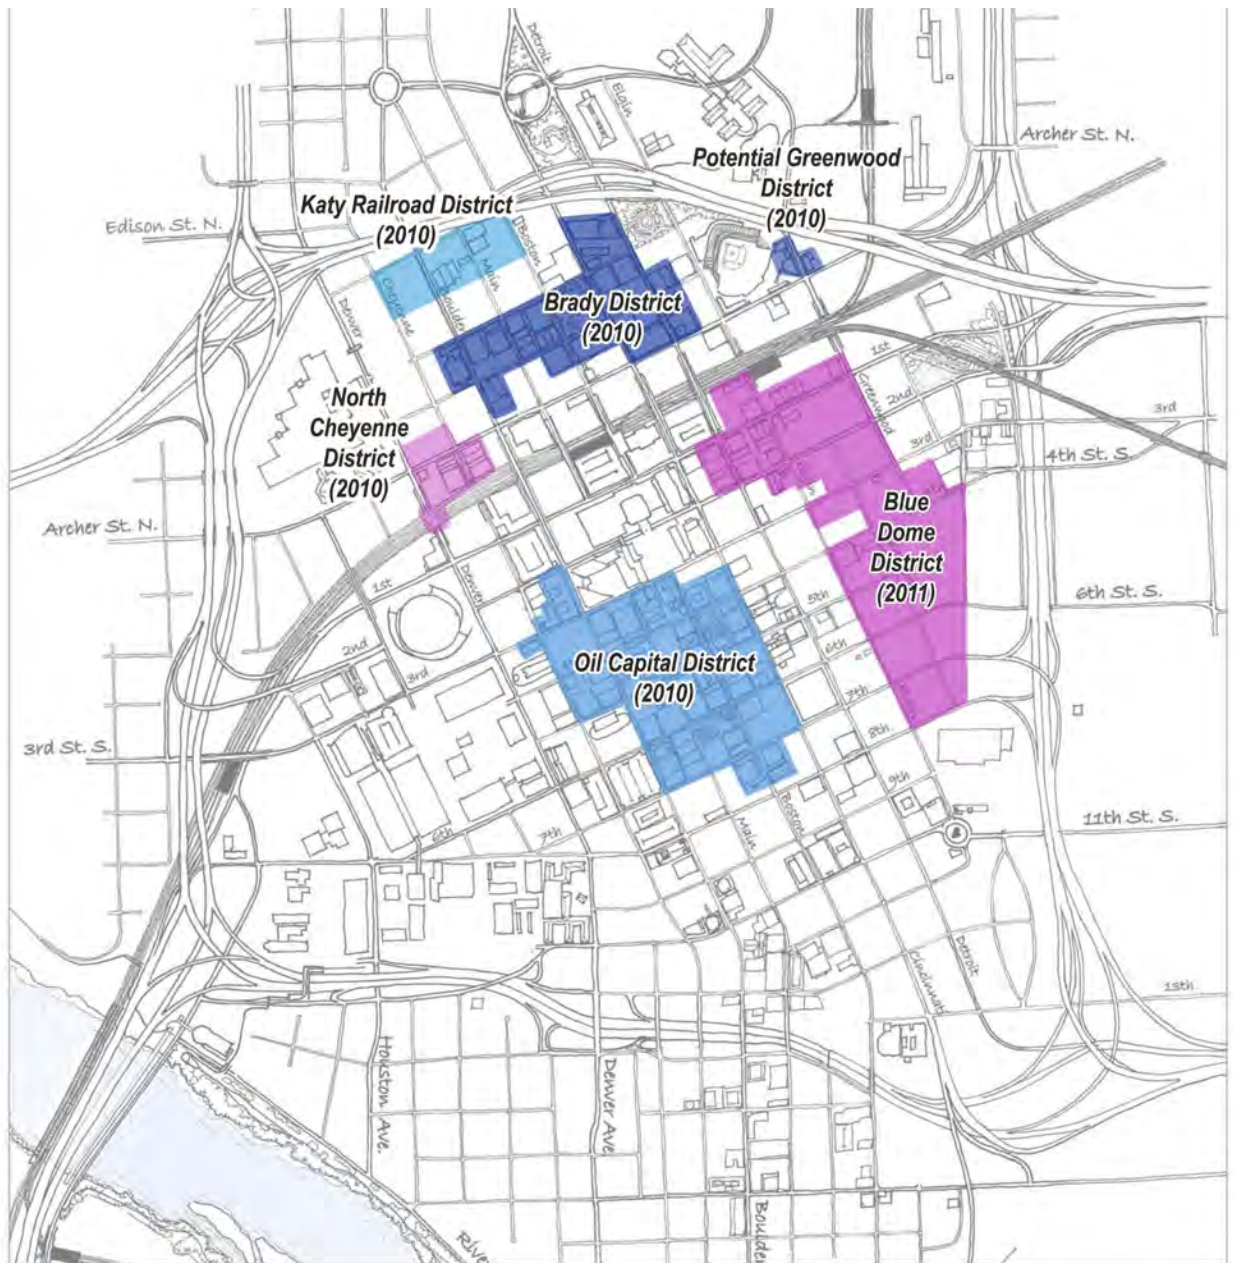 Detroit
Elgin
Archer St. N.
Potential Greenwood
District
(2010)
Katy Railroad District
(2010)
Edison St. N.
Boston
Main
Cheyenne
Boulder
Denver
Brady District
(2010)
1st
2nd
Greenwood
3rd
3rd
4th St. S.
North
Cheyenne
District
(2010)
Archer St. N.
Blue
Dome
District
(2011)
1st
Denver
5th
6th St. S.
2nd
3rd
6th
Oil Capital District
(2010)
7th
3rd St. S.
8th
9th
6th
7th
Main
Boston
11th St. S.
Cincinnati
Detroit
15th
Houston Ave.
Denver Ave
Boulder